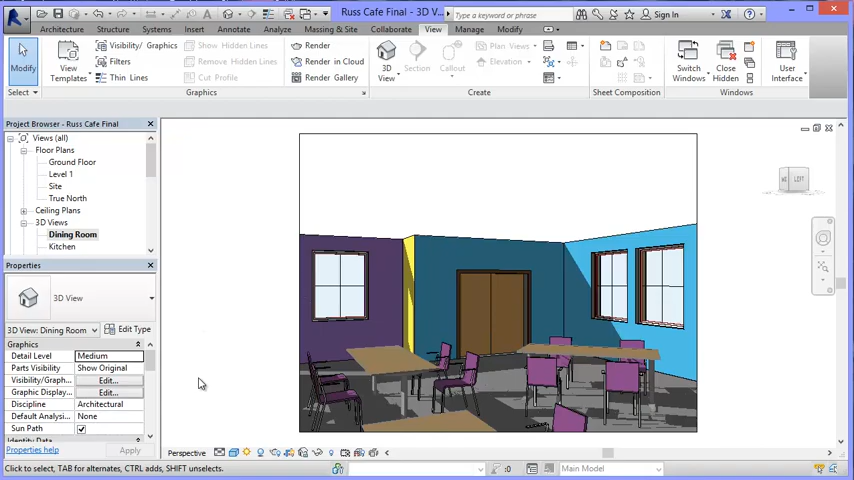 Russ Cafe Final - 3D V...
Type a keyword or phrase
Sign In
Architecture Structure Systems Insert Annotate Analyze Massing & Site Collaborate View Manage Modify
Modify
Select
View Templates
Visibility/ Graphics
Filters
Thin Lines
Show Hidden Lines
Remove Hidden Lines
Cut Profile
Render
Render in Cloud
Render Gallery
Graphics
3D View
Section
Callout
Plan Views
Elevation
Create
Sheet Composition
Switch Windows
Close Hidden
User Interface
Windows
Project Browser - Russ Cafe Final
Views (all)
Floor Plans
Ground Floor
Level 1
Site
True North
Ceiling Plans
3D Views
Dining Room
Kitchen
LEFT
Properties
3D View
3D View: Dining Room
Edit Type
Graphics
Detail Level Medium
Parts Visibility Show Original
Visibility/Graph... Edit...
Graphic Display... Edit...
Discipline Architectural
Default Analysi... None
Sun Path
Identity Data
Properties help
Apply
Perspective
Click to select, TAB for alternates, CTRL adds, SHIFT unselects.
:0
Main Model